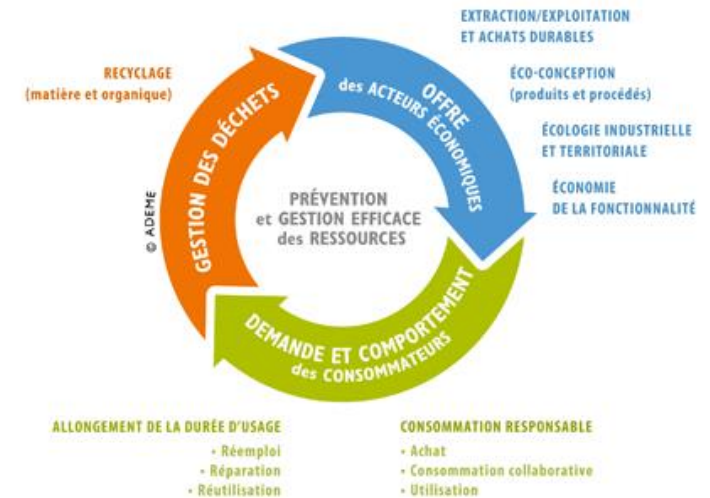 EXTRACTION/EXPLOITATION
ET ACHATS DURABLES
ÉCO-CONCEPTION
(produits et procédés)
ÉCOLOGIE INDUSTRIELLE
ET TERRITORIALE
ÉCONOMIE
DE LA FONCTIONNALITÉ
RECYCLAGE
(matière et organique)
OFFRE
des ACTEURS ÉCONOMIQUES
GESTION DES DÉCHETS
PRÉVENTION
et GESTION EFFICACE
des RESSOURCES
© ADEME
DEMANDE ET COMPORTEMENT
des CONSOMMATEURS
ALLONGEMENT DE LA DURÉE D'USAGE
• Réemploi
• Réparation
• Réutilisation
CONSOMMATION RESPONSABLE
• Achat
• Consommation collaborative
• Utilisation